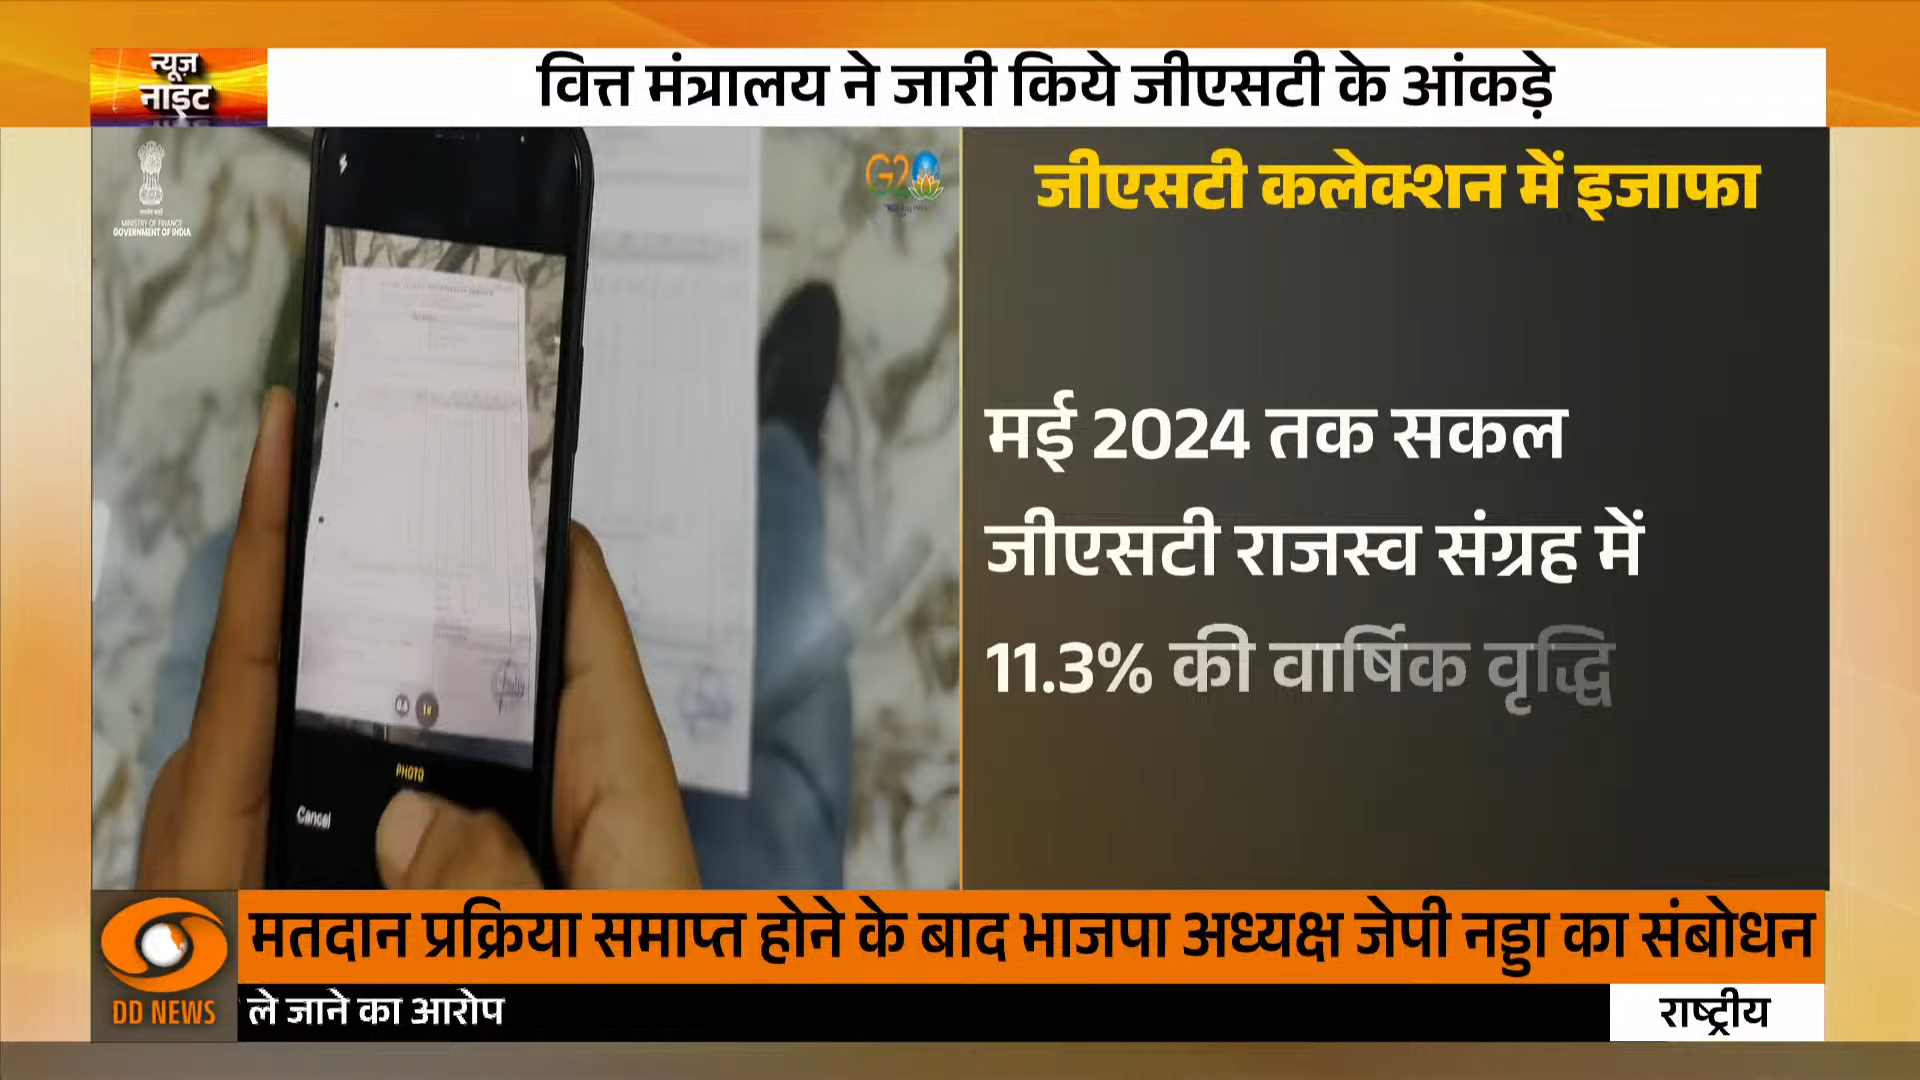 न्यूज़
नाइट
वित्त मंत्रालय ने जारी किये जीएसटी के आंकड़े
MINISTRY OF FINANCE
GOVERNMENT OF INDIA
G20
जीएसटी कलेक्शन में इजाफा
मई 2024 तक सकल
जीएसटी राजस्व संग्रह में
11.3% की वार्षिक वृद्धि
PHOTO
Cancel
मतदान प्रक्रिया समाप्त होने के बाद भाजपा अध्यक्ष जेपी नड्डा का संबोधन
DD NEWS
ले जाने का आरोप
राष्ट्रीय